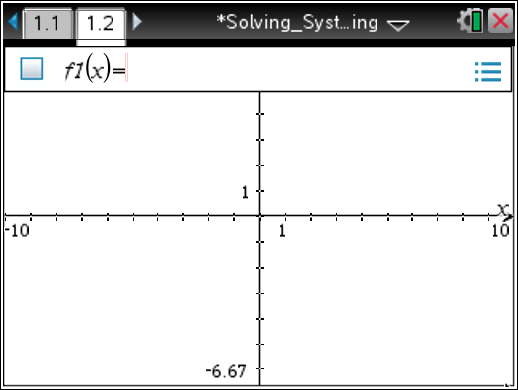 1.1 1.2 *Solving_Syst...ing
f1(x)=
1
x
-10 1 10
-6.67